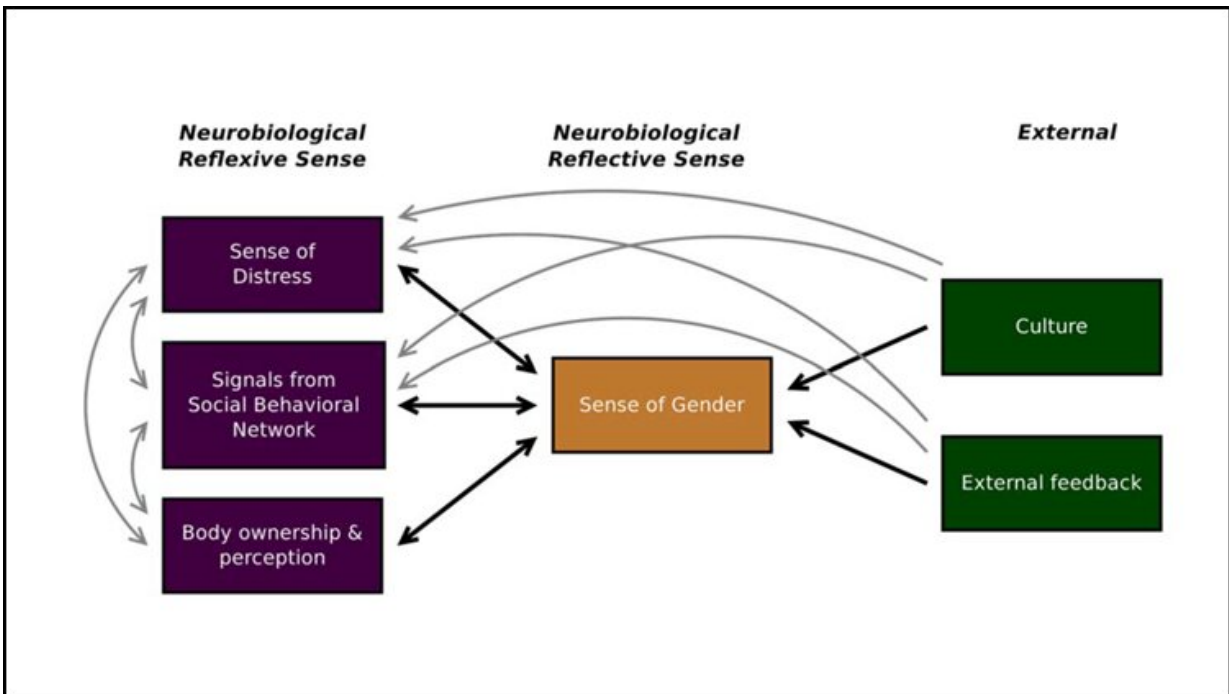 Neurobiological
Reflexive Sense
Neurobiological
Reflective Sense
External
Sense of
Distress
Signals from
Social Behavioral
Network
Body ownership &
perception
Sense of Gender
Culture
External feedback